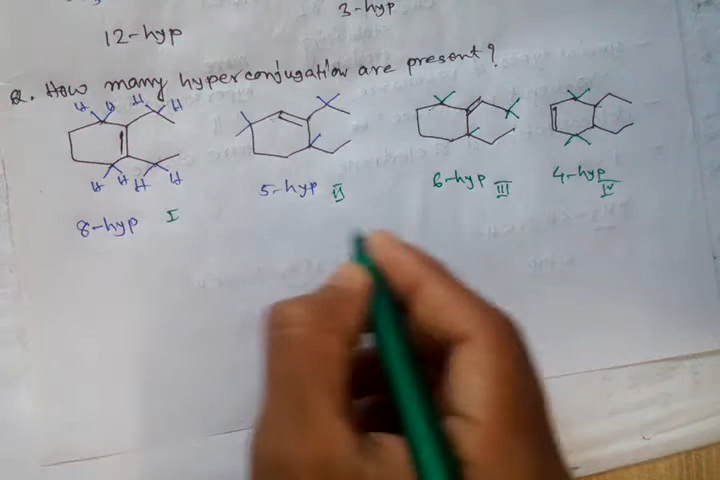 3-hyp
12-hyp
Q. How many hyperconjugation are present?
H H H H
H H H H
8-hyp I
5-hyp II
6-hyp III
4-hyp IV